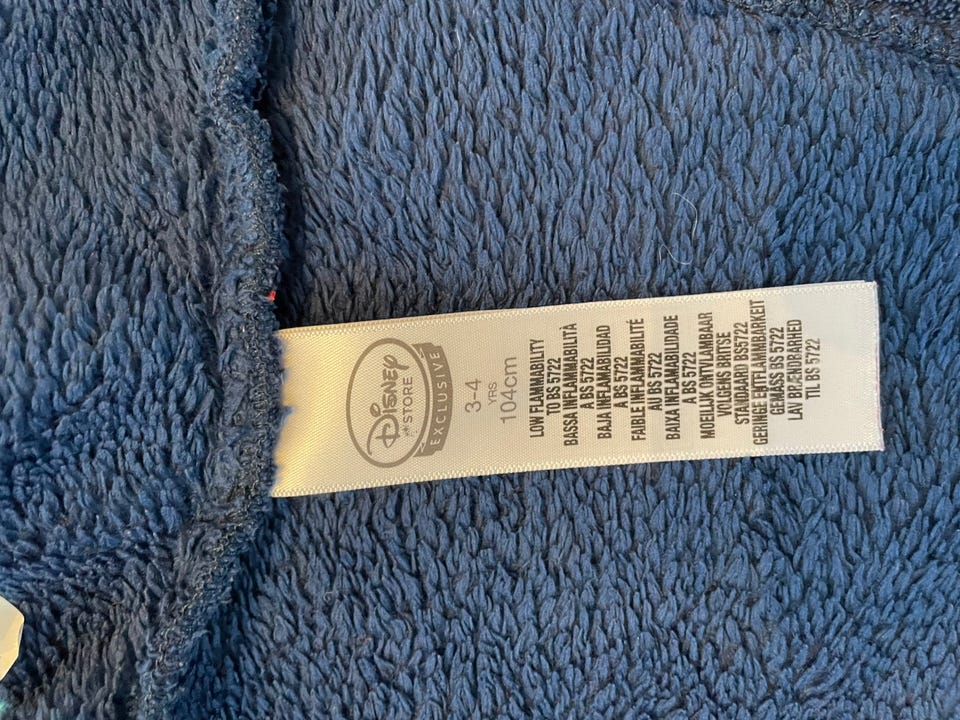 Disney
STORE
EXCLUSIVE
3-4
YRS
104cm
LOW FLAMMABILITY
TO BS 5722
BASSA INFLAMMABILITÀ
A BS 5722
BAJA INFLAMABILIDAD
A BS 5722
FAIBLE INFLAMMABILITÉ
AU BS 5722
BAIXA INFLAMABILIDADE
A BS 5722
MOEILIJK ONTVLAMBAAR
VOLGENS BRITSE
STANDAARD BS5722
GERINGE ENTFLAMMBARKEIT
GEMASS BS 5722
LAV BRÆNDBARHED
TIL BS 5722